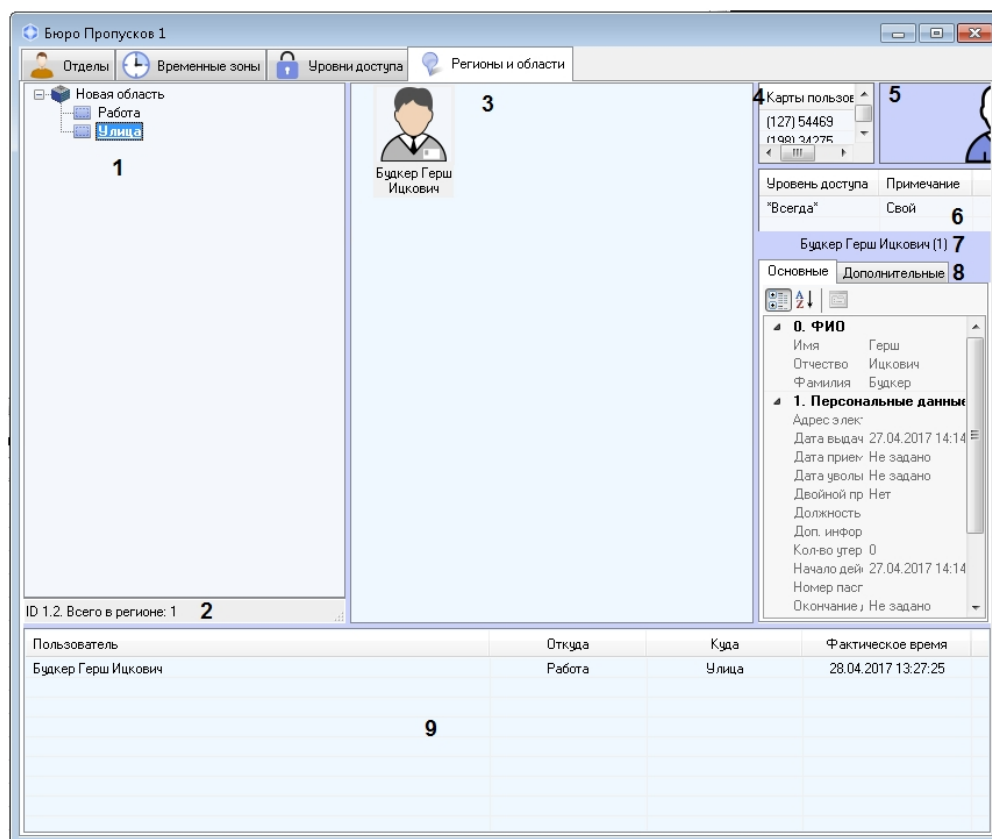 Бюро Пропусков 1
Отделы Временные зоны Уровни доступа Регионы и области
Новая область
Работа
Улица
1
ID 1.2. Всего в регионе: 1 2
3
Будкер Герш
Ицкович
4 Карты пользов
(127) 54469
(198) 34275
5
Уровень доступа Примечание
"Всегда" Свой
6
Будкер Герш Ицкович (1) 7
Основные Дополнительные 8
0. ФИО
Имя Герш
Отчество Ицкович
Фамилия Будкер
1. Персональные данные
Адрес элек
Дата выдач 27.04.2017 14:14
Дата прием Не задано
Дата уволы Не задано
Двойной пр Нет
Должность
Доп. инфор
Кол-во утер 0
Начало дей 27.04.2017 14:14
Номер пасп
Окончание Не задано
Пользователь Откуда Куда Фактическое время
Будкер Герш Ицкович Работа Улица 28.04.2017 13:27:25
9